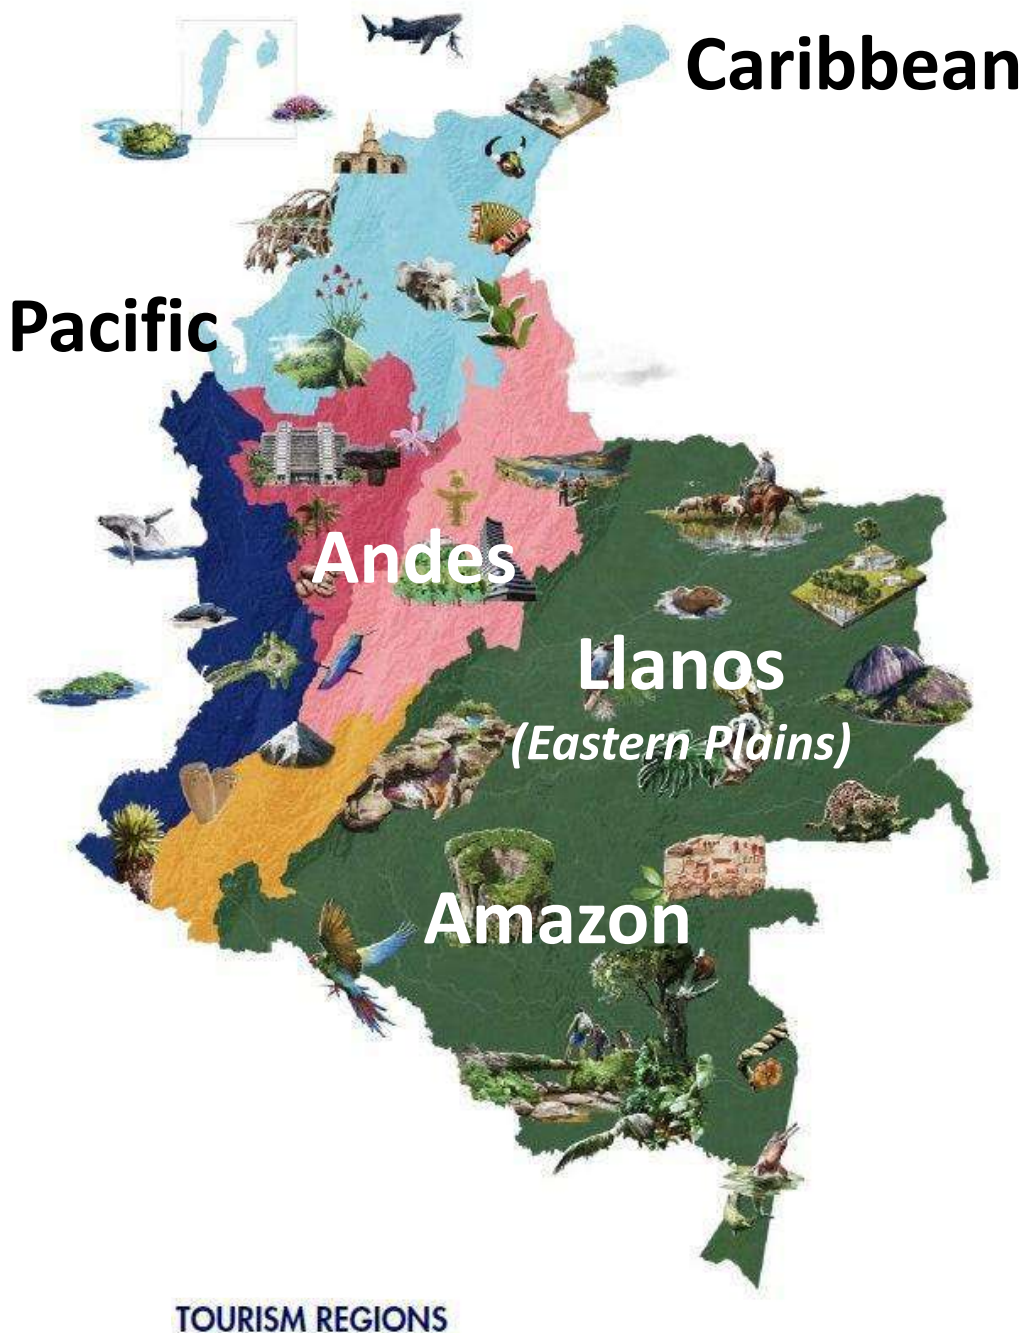 Caribbean
Pacific
Andes
Llanos
(Eastern Plains)
Amazon
TOURISM REGIONS